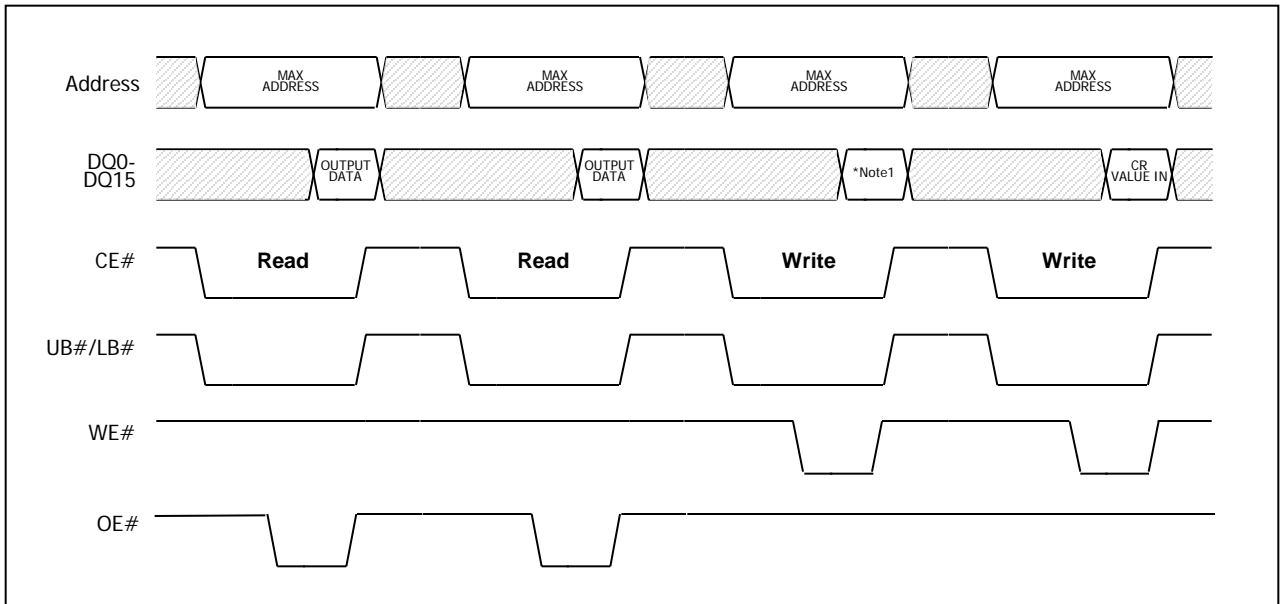 Address
MAX
ADDRESS
MAX
ADDRESS
MAX
ADDRESS
MAX
ADDRESS
DQ0-
DQ15
OUTPUT
DATA
OUTPUT
DATA
*Note1
CR
VALUE IN
CE#
Read
Read
Write
Write
UB#/LB#
WE#
OE#